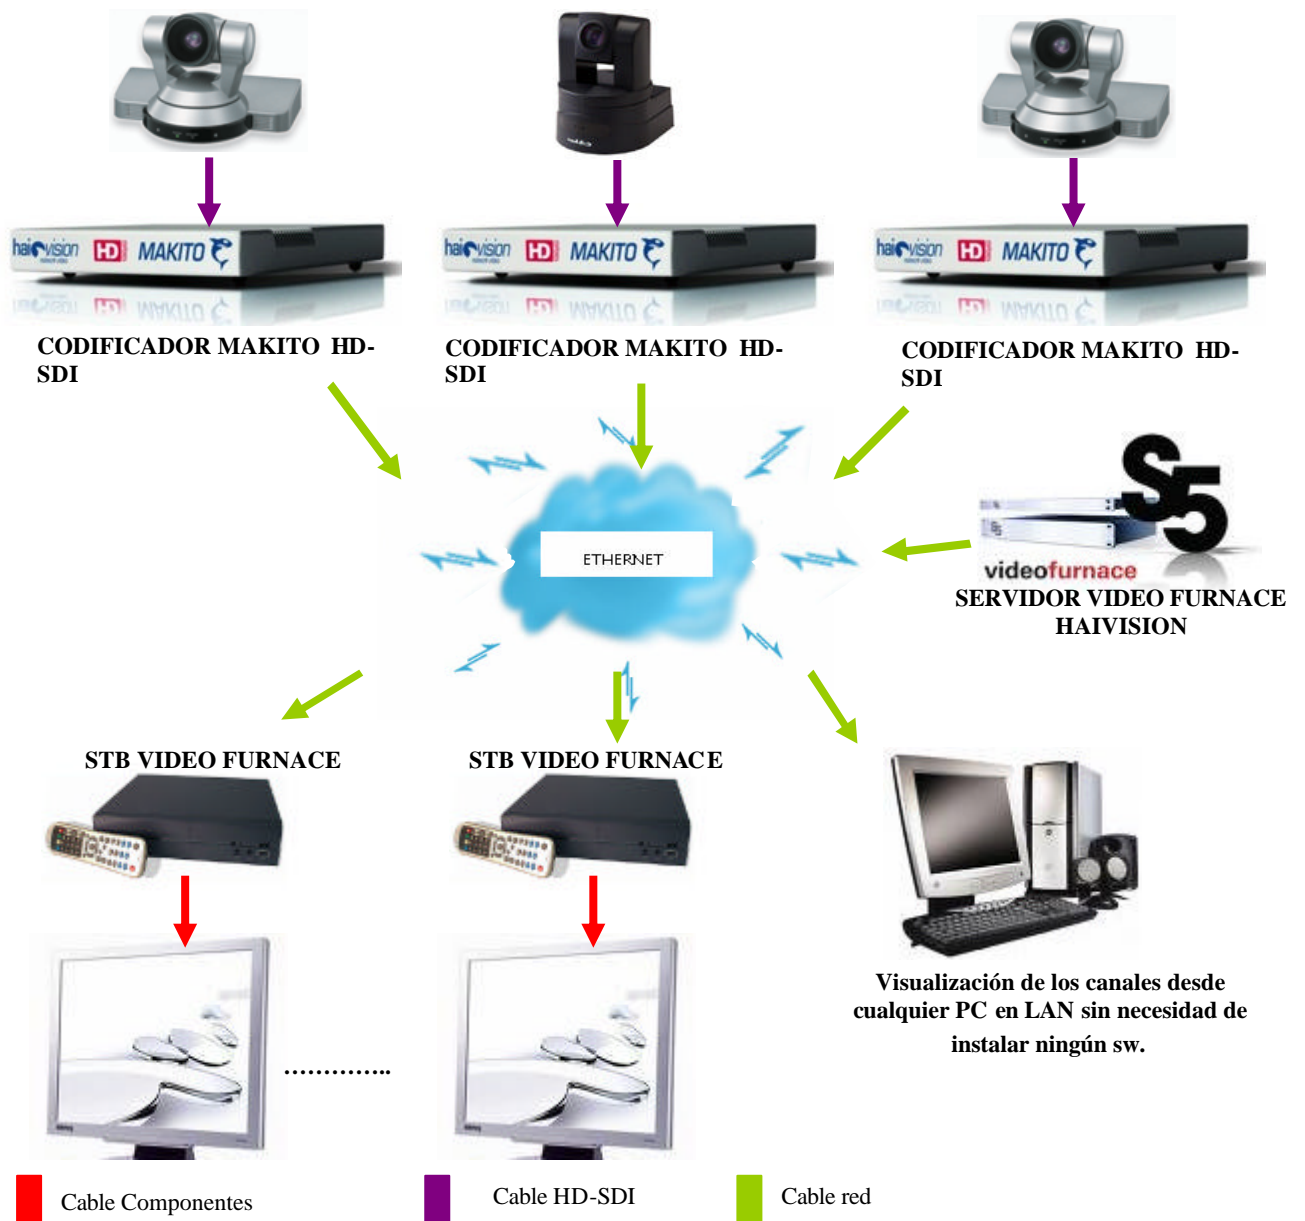 haivision HD MAKITO
haivision HD MAKITO
haivision HD MAKITO
CODIFICADOR MAKITO HD-
SDI
CODIFICADOR MAKITO HD-
SDI
CODIFICADOR MAKITO HD-
SDI
S5
ETHERNET
videofurnace
SERVIDOR VIDEO FURNACE
HAIVISION
STB VIDEO FURNACE
STB VIDEO FURNACE
Visualización de los canales desde
cualquier PC en LAN sin necesidad de
instalar ningún sw.
..............
Cable Componentes
Cable HD-SDI
Cable red